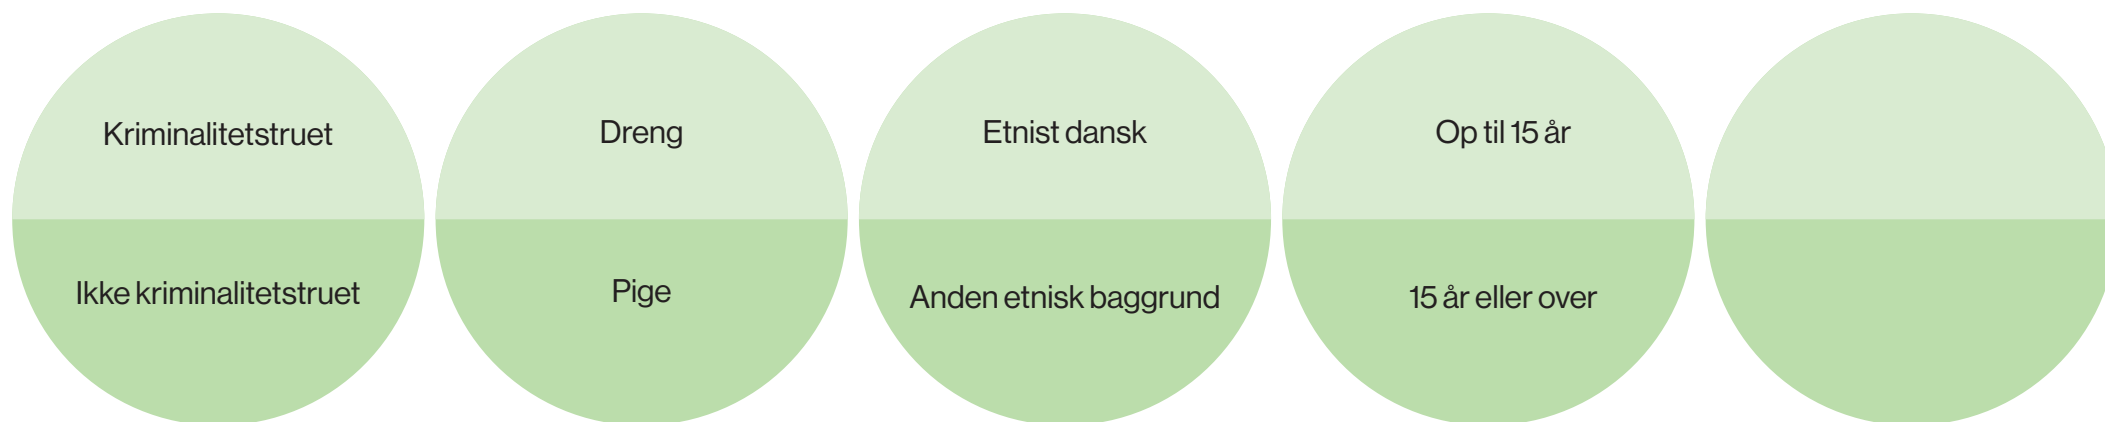 Kriminalitetstruet
Ikke kriminalitetstruet
Dreng
Pige
Etnist dansk
Anden etnisk baggrund
Op til 15 år
15 år eller over